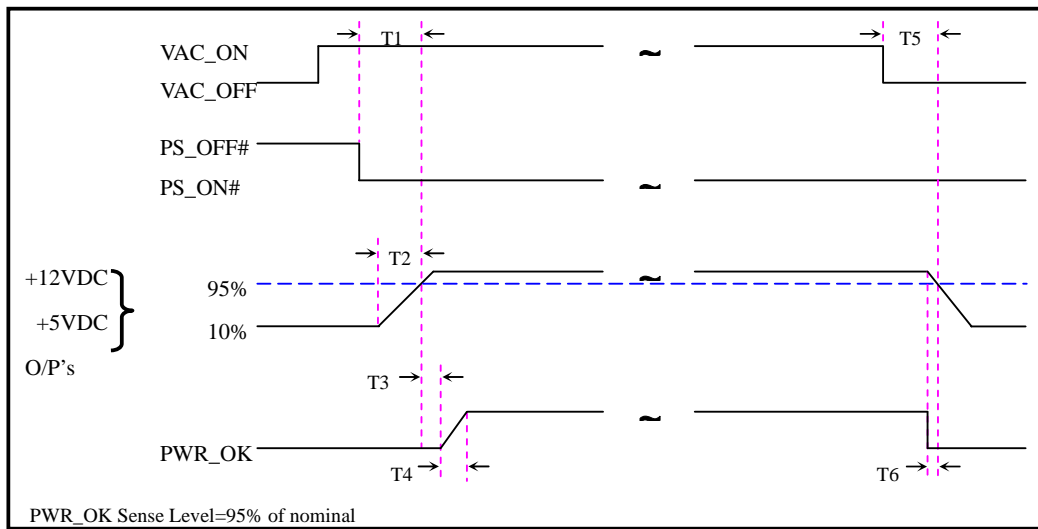 T1
T5
VAC_ON
~
VAC_OFF
PS_OFF#
PS_ON#
~
T2
+12VDC
95%
~
+5VDC
10%
O/P's
T3
~
PWR_OK
T4
T6
PWR_OK Sense Level=95% of nominal